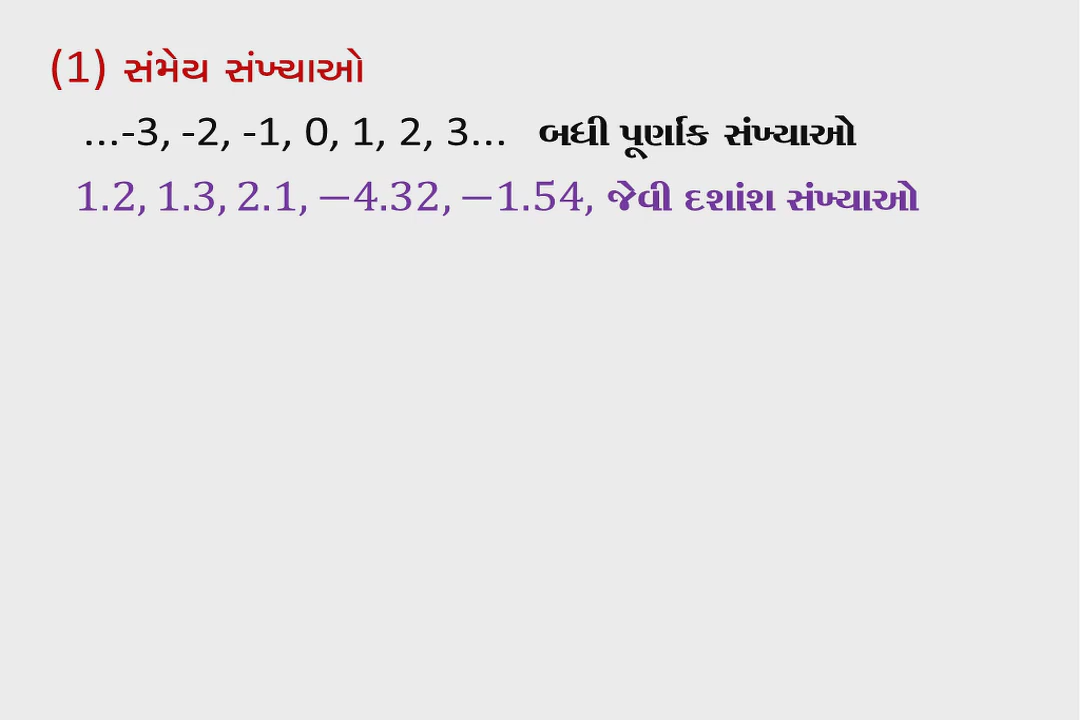 (1) સંમેય સંખ્યાઓ
...-3, -2, -1, 0, 1, 2, 3... બધી પૂર્ણાંક સંખ્યાઓ
1.2, 1.3, 2.1, −4.32, −1.54, જેવી દશાંશ સંખ્યાઓ